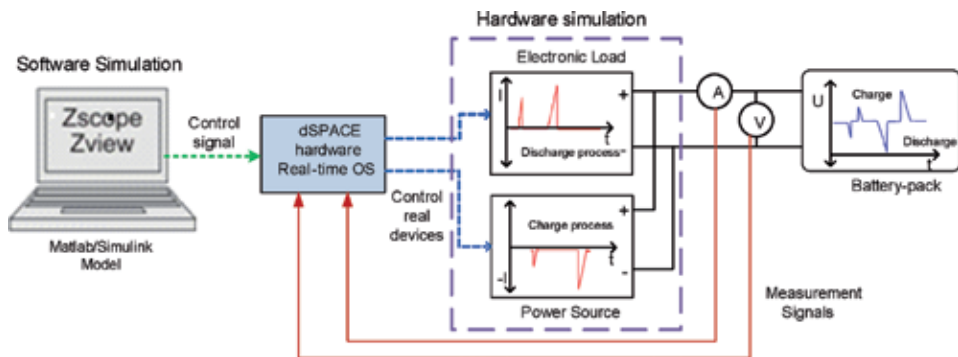 Hardware simulation
Software Simulation
Zscope
Zview
Matlab/Simulink
Model
Control
signal
dSPACE
hardware
Real-time OS
Control
real
devices
Electronic Load
I
t
+
Discharge process-
Charge process
+
t
-
-I
Power Source
A
V
U
Charge
Discharge
t
Battery-pack
Measurement
Signals